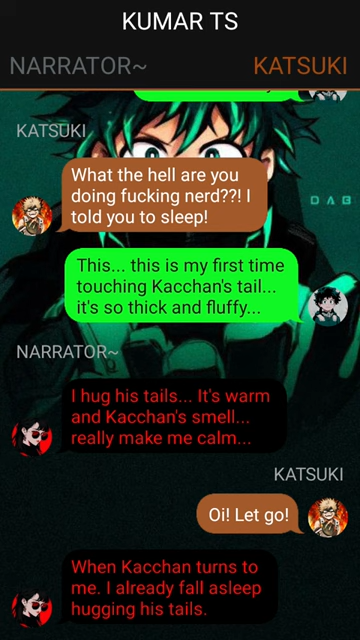 KUMAR TS
NARRATOR~
KATSUKI
KATSUKI
DAB
What the hell are you
doing fucking nerd??! I
told you to sleep!
This... this is my first time
touching Kacchan's tail...
it's so thick and fluffy...
NARRATOR~
I hug his tails... It's warm
and Kacchan's smell...
really make me calm...
KATSUKI
Oi! Let go!
When Kacchan turns to
me. I already fall asleep
hugging his tails.